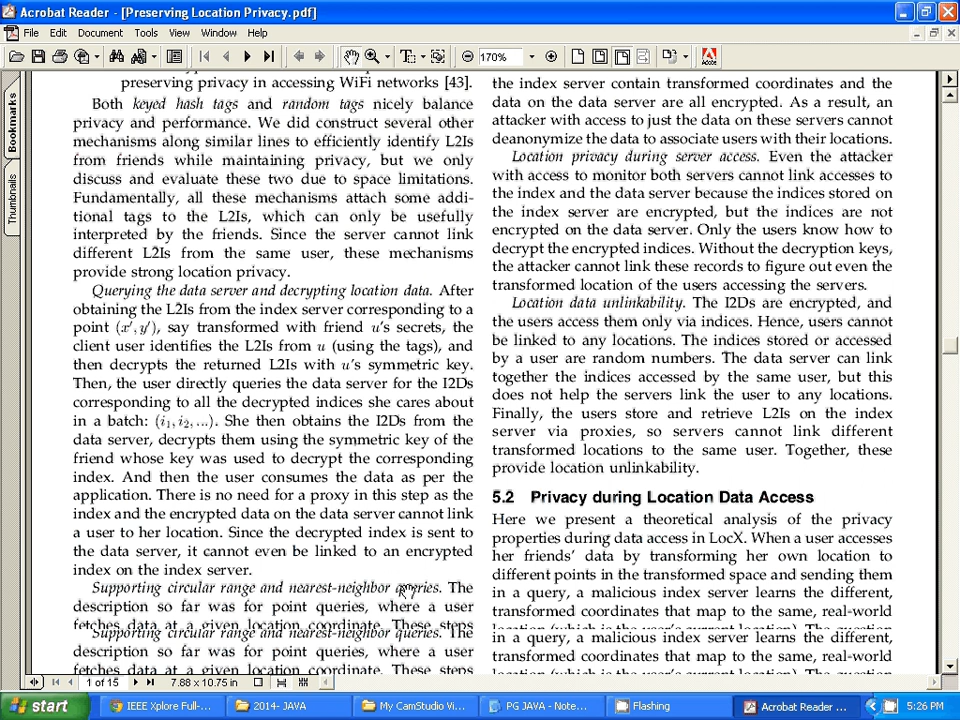 Acrobat Reader - [Preserving Location Privacy.pdf]
File Edit Document Tools View Window Help
170%
Bookmarks
Thumbnails
preserving privacy in accessing WiFi networks [43].
Both keyed hash tags and random tags nicely balance
privacy and performance. We did construct several other
mechanisms along similar lines to efficiently identify L2Is
from friends while maintaining privacy, but we only
discuss and evaluate these two due to space limitations.
Fundamentally, all these mechanisms attach some addi-
tional tags to the L2Is, which can only be usefully
interpreted by the friends. Since the server cannot link
different L2Is from the same user, these mechanisms
provide strong location privacy.
Querying the data server and decrypting location data. After
obtaining the L2Is from the index server corresponding to a
point (x′, y′), say transformed with friend u's secrets, the
client user identifies the L2Is from u (using the tags), and
then decrypts the returned L2Is with u's symmetric key.
Then, the user directly queries the data server for the I2Ds
corresponding to all the decrypted indices she cares about
in a batch: (i₁, i₂, ...). She then obtains the I2Ds from the
data server, decrypts them using the symmetric key of the
friend whose key was used to decrypt the corresponding
index. And then the user consumes the data as per the
application. There is no need for a proxy in this step as the
index and the encrypted data on the data server cannot link
a user to her location. Since the decrypted index is sent to
the data server, it cannot even be linked to an encrypted
index on the index server.
Supporting circular range and nearest-neighbor queries. The
description so far was for point queries, where a user
fetches data at a given location coordinate. These steps
Supporting circular range and nearest-neighbor queries. The
description so far was for point queries, where a user
fetches data at a given location coordinate. These steps
the index server contain transformed coordinates and the
data on the data server are all encrypted. As a result, an
attacker with access to just the data on these servers cannot
deanonymize the data to associate users with their locations.
Location privacy during server access. Even the attacker
with access to monitor both servers cannot link accesses to
the index and the data server because the indices stored on
the index server are encrypted, but the indices are not
encrypted on the data server. Only the users know how to
decrypt the encrypted indices. Without the decryption keys,
the attacker cannot link these records to figure out even the
transformed location of the users accessing the servers.
Location data unlinkability. The I2Ds are encrypted, and
the users access them only via indices. Hence, users cannot
be linked to any locations. The indices stored or accessed
by a user are random numbers. The data server can link
together the indices accessed by the same user, but this
does not help the servers link the user to any locations.
Finally, the users store and retrieve L2Is on the index
server via proxies, so servers cannot link different
transformed locations to the same user. Together, these
provide location unlinkability.
5.2 Privacy during Location Data Access
Here we present a theoretical analysis of the privacy
properties during data access in LocX. When a user accesses
her friends' data by transforming her own location to
different points in the transformed space and sending them
in a query, a malicious index server learns the different,
transformed coordinates that map to the same, real-world
in a query, a malicious index server learns the different,
transformed coordinates that map to the same, real-world
1 of 15 7.88 x 10.75 in
start IEEE Xplore Full-... 2014- JAVA My CamStudio Vi... PG JAVA - Note... Flashing Acrobat Reader ... 5:26 PM